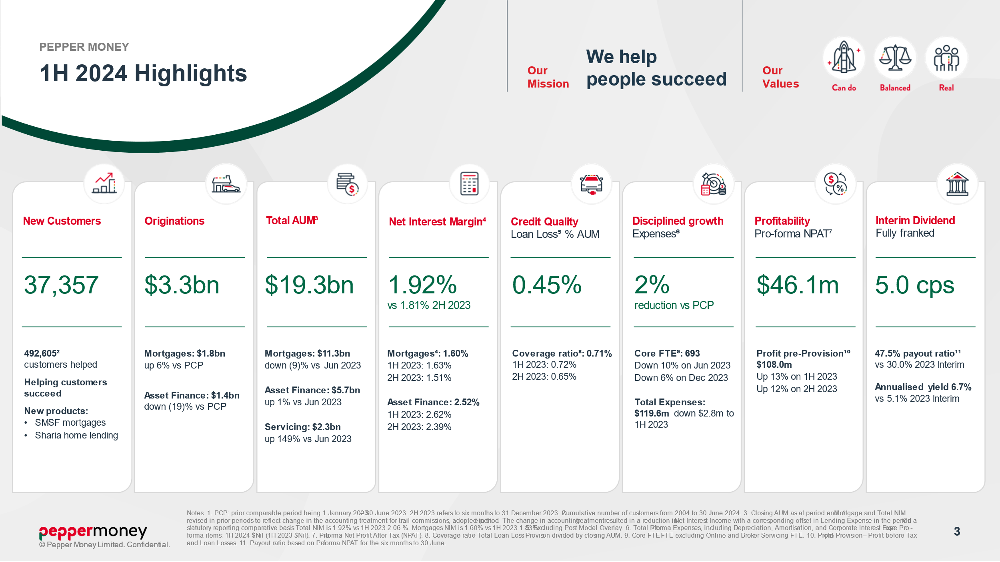 PEPPER MONEY
1H 2024 Highlights
Our
Mission
We help
people succeed
Our
Values
Can do
Balanced
Real
New Customers
37,357
492,605²
customers helped
Helping customers
succeed
New products:
• SMSF mortgages
• Sharia home lending
Originations
$3.3bn
Mortgages: $1.8bn
up 6% vs PCP
Asset Finance: $1.4bn
down (19)% vs PCP
Total AUM³
$19.3bn
Mortgages: $11.3bn
down (9)% vs Jun 2023
Asset Finance: $5.7bn
up 1% vs Jun 2023
Servicing: $2.3bn
up 149% vs Jun 2023
Net Interest Margin⁴
1.92%
vs 1.81% 2H 2023
Mortgages⁴: 1.60%
1H 2023: 1.63%
2H 2023: 1.51%
Asset Finance: 2.52%
1H 2023: 2.62%
2H 2023: 2.39%
Credit Quality
Loan Loss⁵ % AUM
0.45%
Coverage ratio⁸: 0.71%
1H 2023: 0.72%
2H 2023: 0.65%
Disciplined growth
Expenses⁶
2%
reduction vs PCP
Core FTE⁹: 693
Down 10% on Jun 2023
Down 6% on Dec 2023
Total Expenses:
$119.6m down $2.8m to
1H 2023
Profitability
Pro-forma NPAT⁷
$46.1m
Profit pre-Provision¹⁰
$108.0m
Up 13% on 1H 2023
Up 12% on 2H 2023
Interim Dividend
Fully franked
5.0 cps
47.5% payout ratio¹¹
vs 30.0% 2023 Interim
Annualised yield 6.7%
vs 5.1% 2023 Interim
peppermoney
© Pepper Money Limited. Confidential.
Notes: 1. PCP: prior comparable period being 1 January 2023 – 30 June 2023. 2H 2023 refers to six months to 31 December 2023. 2. Cumulative number of customers from 2004 to 30 June 2024. 3. Closing AUM as at period end. 4. Mortgage and Total NIM
revised in prior periods to reflect change in the accounting treatment for trail commissions, adopted in the period. The change in accounting treatment resulted in a reduction in Net Interest Income with a corresponding offset in Lending Expense in the period. On a
statutory reporting comparative basis Total NIM is 1.92% vs 1H 2023 2.06 %. Mortgages NIM is 1.60% vs 1H 2023 Excluding Post Model Overlay. 6. Total Pro-forma Expenses, including Depreciation, Amortisation, and Corporate Interest Pro -
forma items: 1H 2024 $Nil (1H 2023 $Nil). 7. Pro-forma Net Profit After Tax (NPAT). 8. Coverage ratio - Total Loan Loss Provision divided by closing AUM. 9. Core FTE – FTE excluding Online and Broker Servicing FTE. 10. Profit pre Provision – Profit before Tax
and Loan Losses. 11. Payout ratio based on Pro-forma NPAT for the six months to 30 June.
3